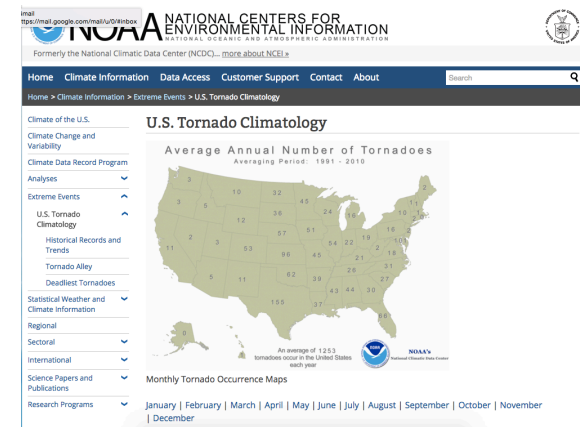 https://mail.google.com/mail/u/0/#inbox
NOAA
NATIONAL CENTERS FOR
ENVIRONMENTAL INFORMATION
NATIONAL OCEANIC AND ATMOSPHERIC ADMINISTRATION
Formerly the National Climatic Data Center (NCDC)... more about NCEI »
Home Climate Information Data Access Customer Support Contact About Search
Home > Climate Information > Extreme Events > U.S. Tornado Climatology
Climate of the U.S.
Climate Change and
Variability
Climate Data Record Program
Analyses
Extreme Events
U.S. Tornado
Climatology
Historical Records and
Trends
Tornado Alley
Deadliest Tornadoes
Statistical Weather and
Climate Information
Regional
Sectoral
International
Science Papers and
Publications
Research Programs
U.S. Tornado Climatology
Average Annual Number of Tornadoes
Averaging Period: 1991 - 2010
3
10
32
45
2
3
5
12
36
24
11
10
57
51
16
2
3
53
96
45
54
22
19
11
5
11
62
39
21
29
31
27
155
37
43
44
30
66
0
An average of 1253
tornadoes occur in the United States
each year
NOAA's
National Climatic Data Center
Monthly Tornado Occurrence Maps
January | February | March | April | May | June | July | August | September | October | November
| December